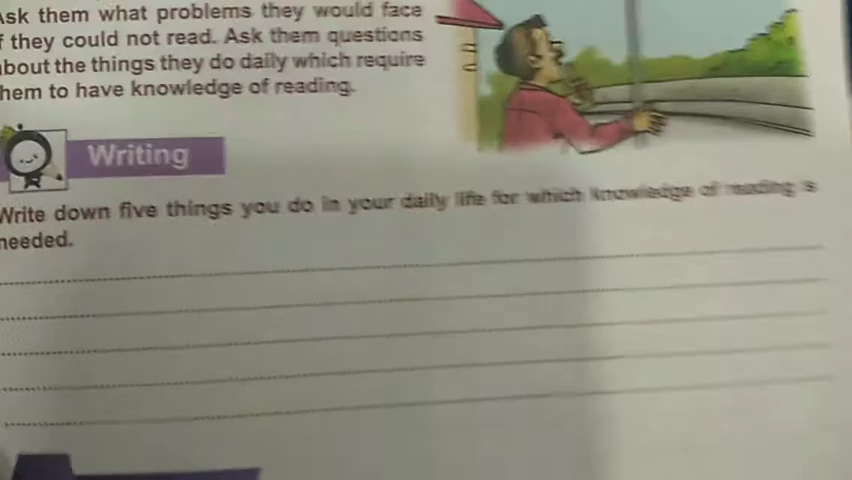 Ask them what problems they would face
f they could not read. Ask them questions
about the things they do daily which require
hem to have knowledge of reading.
Writing
Write down five things you do in your daily life for which knowledge of reading is
needed.